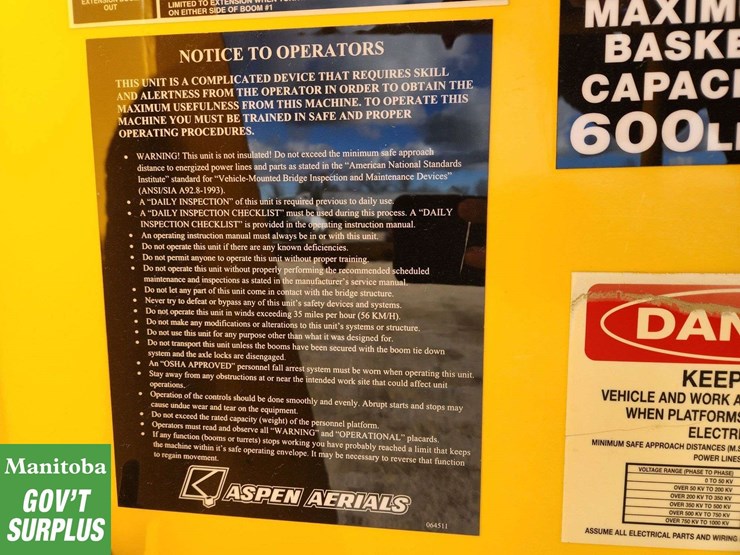 OUT
LIMITED TO EXTENSION WHEN
ON EITHER SIDE OF BOOM #1
NOTICE TO OPERATORS
THIS UNIT IS A COMPLICATED DEVICE THAT REQUIRES SKILL
AND ALERTNESS FROM THE OPERATOR IN ORDER TO OBTAIN THE
MAXIMUM USEFULNESS FROM THIS MACHINE. TO OPERATE THIS
MACHINE YOU MUST BE TRAINED IN SAFE AND PROPER
OPERATING PROCEDURES.
• WARNING! This unit is not insulated! Do not exceed the minimum safe approach
distance to energized power lines and parts as stated in the "American National Standards
Institute" standard for "Vehicle-Mounted Bridge Inspection and Maintenance Devices"
(ANSI/SIA A92.8-1993).
• A "DAILY INSPECTION" of this unit is required previous to daily use.
• A "DAILY INSPECTION CHECKLIST" must be used during this process. A "DAILY
INSPECTION CHECKLIST" is provided in the operating instruction manual.
• An operating instruction manual must always be in or with this unit.
• Do not operate this unit if there are any known deficiencies.
• Do not permit anyone to operate this unit without proper training.
• Do not operate this unit without properly performing the recommended scheduled
maintenance and inspections as stated in the manufacturer's service manual.
• Do not let any part of this unit come in contact with the bridge structure.
• Never try to defeat or bypass any of this unit's safety devices and systems.
• Do not operate this unit in winds exceeding 35 miles per hour (56 KM/H).
• Do not make any modifications or alterations to this unit's systems or structure.
• Do not use this unit for any purpose other than what it was designed for.
• Do not transport this unit unless the booms have been secured with the boom tie down
system and the axle locks are disengaged.
• An "OSHA APPROVED" personnel fall arrest system must be worn when operating this unit.
• Stay away from any obstructions at or near the intended work site that could affect unit
operations.
• Operation of the controls should be done smoothly and evenly. Abrupt starts and stops may
cause undue wear and tear on the equipment.
• Do not exceed the rated capacity (weight) of the personnel platform.
• Operators must read and observe all "WARNING" and "OPERATIONAL" placards.
• If any function (booms or turrets) stops working you have probably reached a limit that keeps
the machine within it's safe operating envelope. It may be necessary to reverse that function
to regain movement.
ASPEN AERIALS
064511
MAXIM
BASKE
CAPACI
600L
DAN
KEEP
VEHICLE AND WORK A
WHEN PLATFORMS
ELECTRI
MINIMUM SAFE APPROACH DISTANCES (M.S
POWER LINES
VOLTAGE RANGE (PHASE TO PHASE)
0 TO 50 KV
OVER 50 KV TO 200 KV
OVER 200 KV TO 350 KV
OVER 350 KV TO 500 KV
OVER 500 KV TO 750 KV
OVER 750 KV TO 1000 KV
ASSUME ALL ELECTRICAL PARTS AND WIRING
Manitoba
GOV'T
SURPLUS